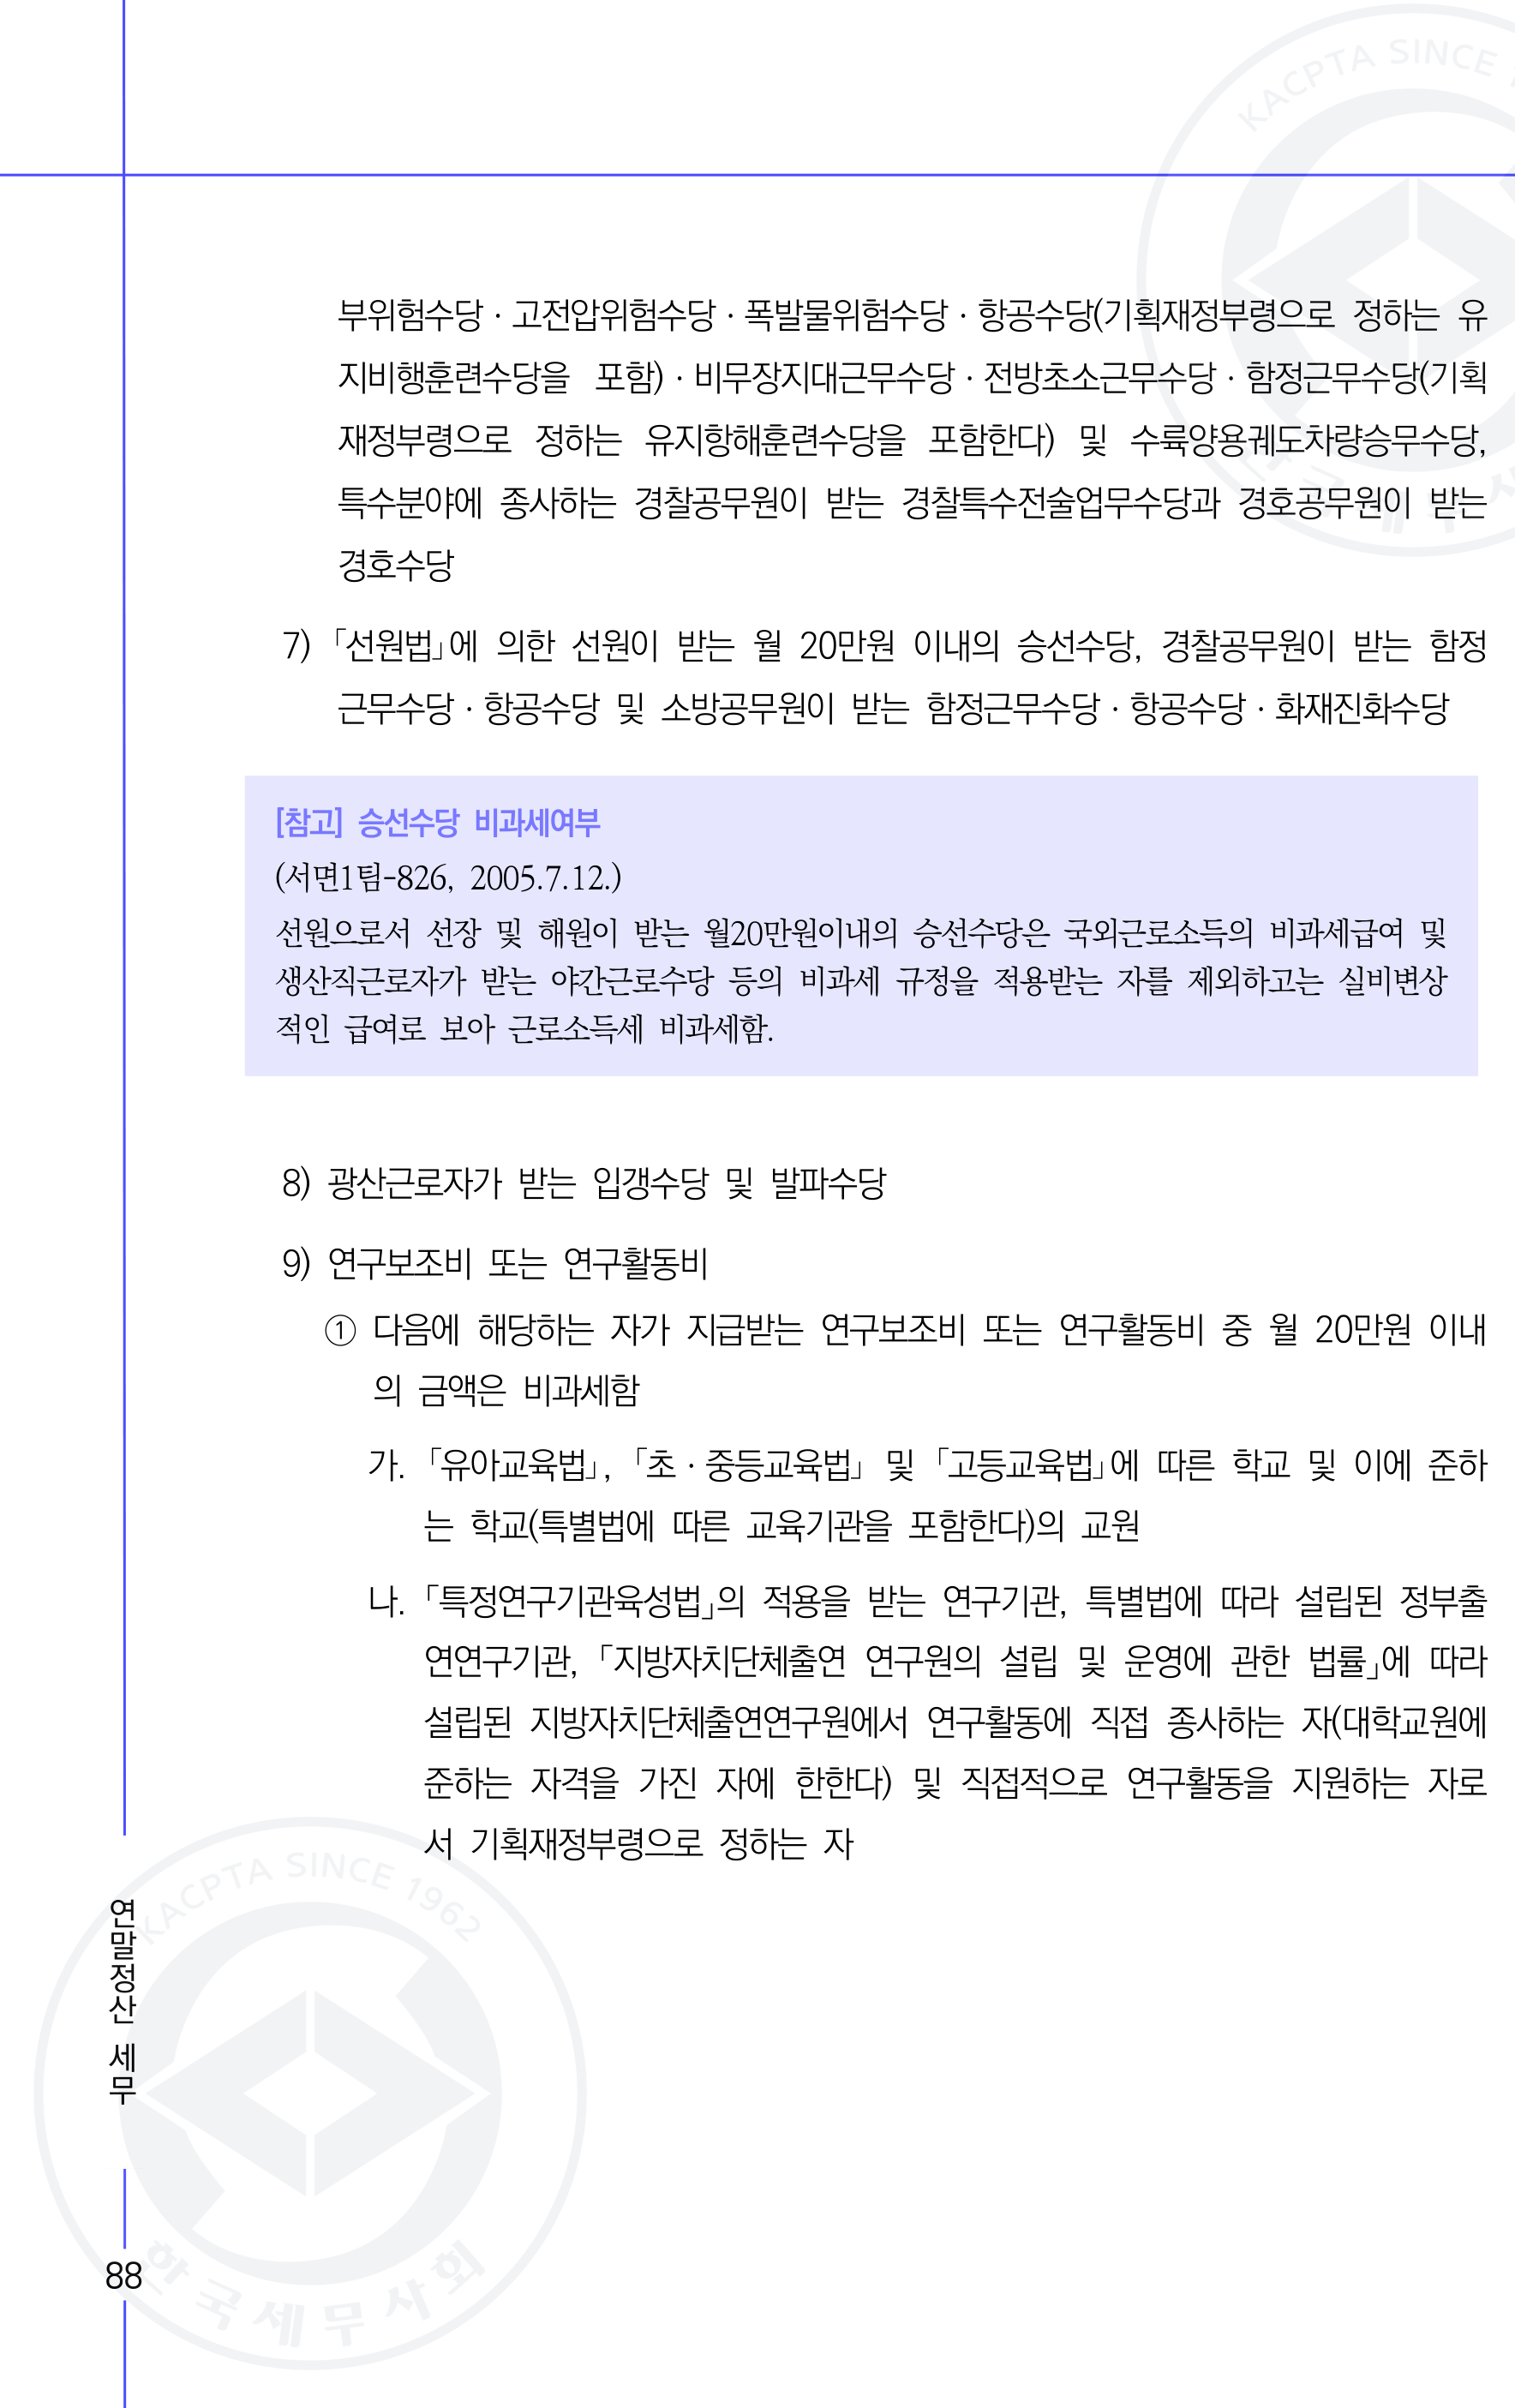 KACPTA SINCE
부위험수당 · 고전압위험수당 · 폭발물위험수당 · 항공수당(기획재정부령으로 정하는 유
지비행훈련수당을 포함) · 비무장지대근무수당 · 전방초소근무수당 · 함정근무수당(기획
재정부령으로 정하는 유지항해훈련수당을 포함한다) 및 수륙양용궤도차량승무수당,
특수분야에 종사하는 경찰공무원이 받는 경찰특수전술업무수당과 경호공무원이 받는
경호수당
7) 「선원법」에 의한 선원이 받는 월 20만원 이내의 승선수당, 경찰공무원이 받는 함정
근무수당 · 항공수당 및 소방공무원이 받는 함정근무수당 · 항공수당 · 화재진화수당
[참고] 승선수당 비과세여부
(서면1팀-826, 2005.7.12.)
선원으로서 선장 및 해원이 받는 월20만원이내의 승선수당은 국외근로소득의 비과세급여 및
생산직근로자가 받는 야간근로수당 등의 비과세 규정을 적용받는 자를 제외하고는 실비변상
적인 급여로 보아 근로소득세 비과세함.
8) 광산근로자가 받는 입갱수당 및 발파수당
9) 연구보조비 또는 연구활동비
① 다음에 해당하는 자가 지급받는 연구보조비 또는 연구활동비 중 월 20만원 이내
의 금액은 비과세함
가. 「유아교육법」, 「초 · 중등교육법」 및 「고등교육법」에 따른 학교 및 이에 준하
는 학교(특별법에 따른 교육기관을 포함한다)의 교원
나. 「특정연구기관육성법」의 적용을 받는 연구기관, 특별법에 따라 설립된 정부출
연연구기관, 「지방자치단체출연 연구원의 설립 및 운영에 관한 법률」에 따라
설립된 지방자치단체출연연구원에서 연구활동에 직접 종사하는 자(대학교원에
준하는 자격을 가진 자에 한한다) 및 직접적으로 연구활동을 지원하는 자로
서 기획재정부령으로 정하는 자
KACPTA SINCE 1962
한국세무사회
연말정산 세무
88